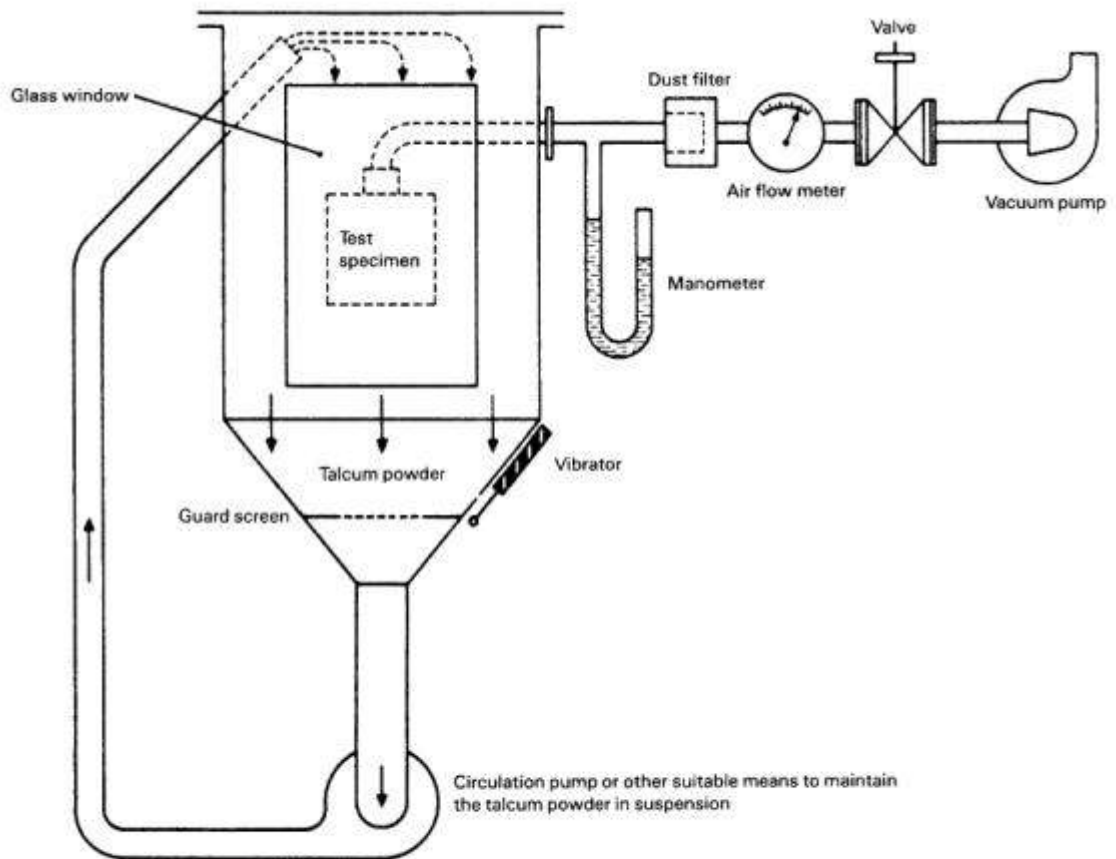 Valve
Dust filter
Glass window
Air flow meter
Vacuum pump
Test
specimen
Manometer
Talcum powder
Vibrator
Guard screen
Circulation pump or other suitable means to maintain
the talcum powder in suspension